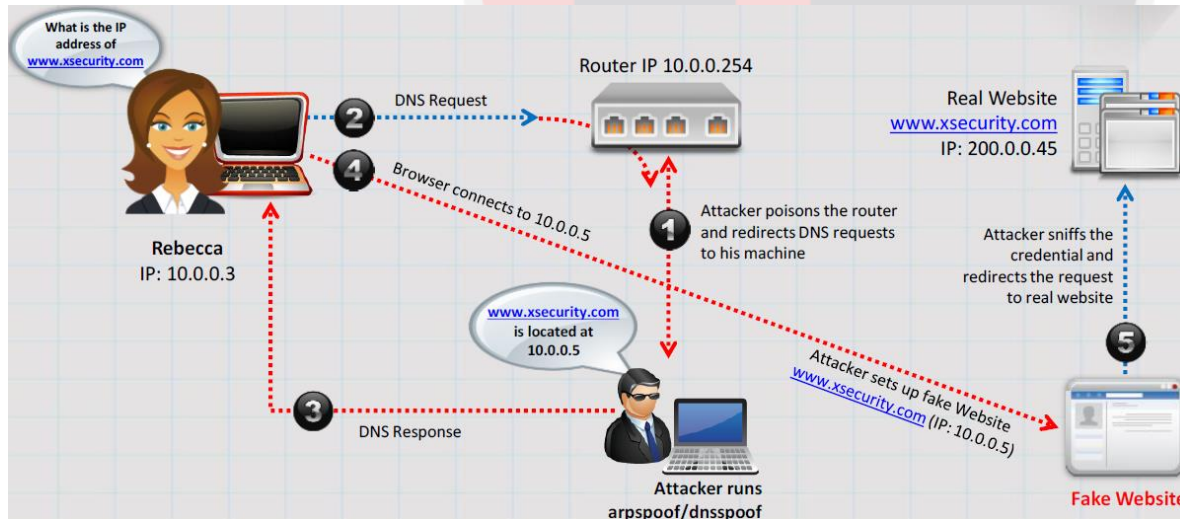 What is the IP
address of
www.xsecurity.com
Rebecca
IP: 10.0.0.3
2
DNS Request
4
Browser connects to 10.0.0.5
Router IP 10.0.0.254
1
Attacker poisons the router
and redirects DNS requests
to his machine
www.xsecurity.com
is located at
10.0.0.5
3
DNS Response
Attacker runs
arpspoof/dnsspoof
Attacker sets up fake Website
www.xsecurity.com (IP: 10.0.0.5)
Real Website
www.xsecurity.com
IP: 200.0.0.45
Attacker sniffs the
credential and
redirects the request
to real website
5
Fake Website